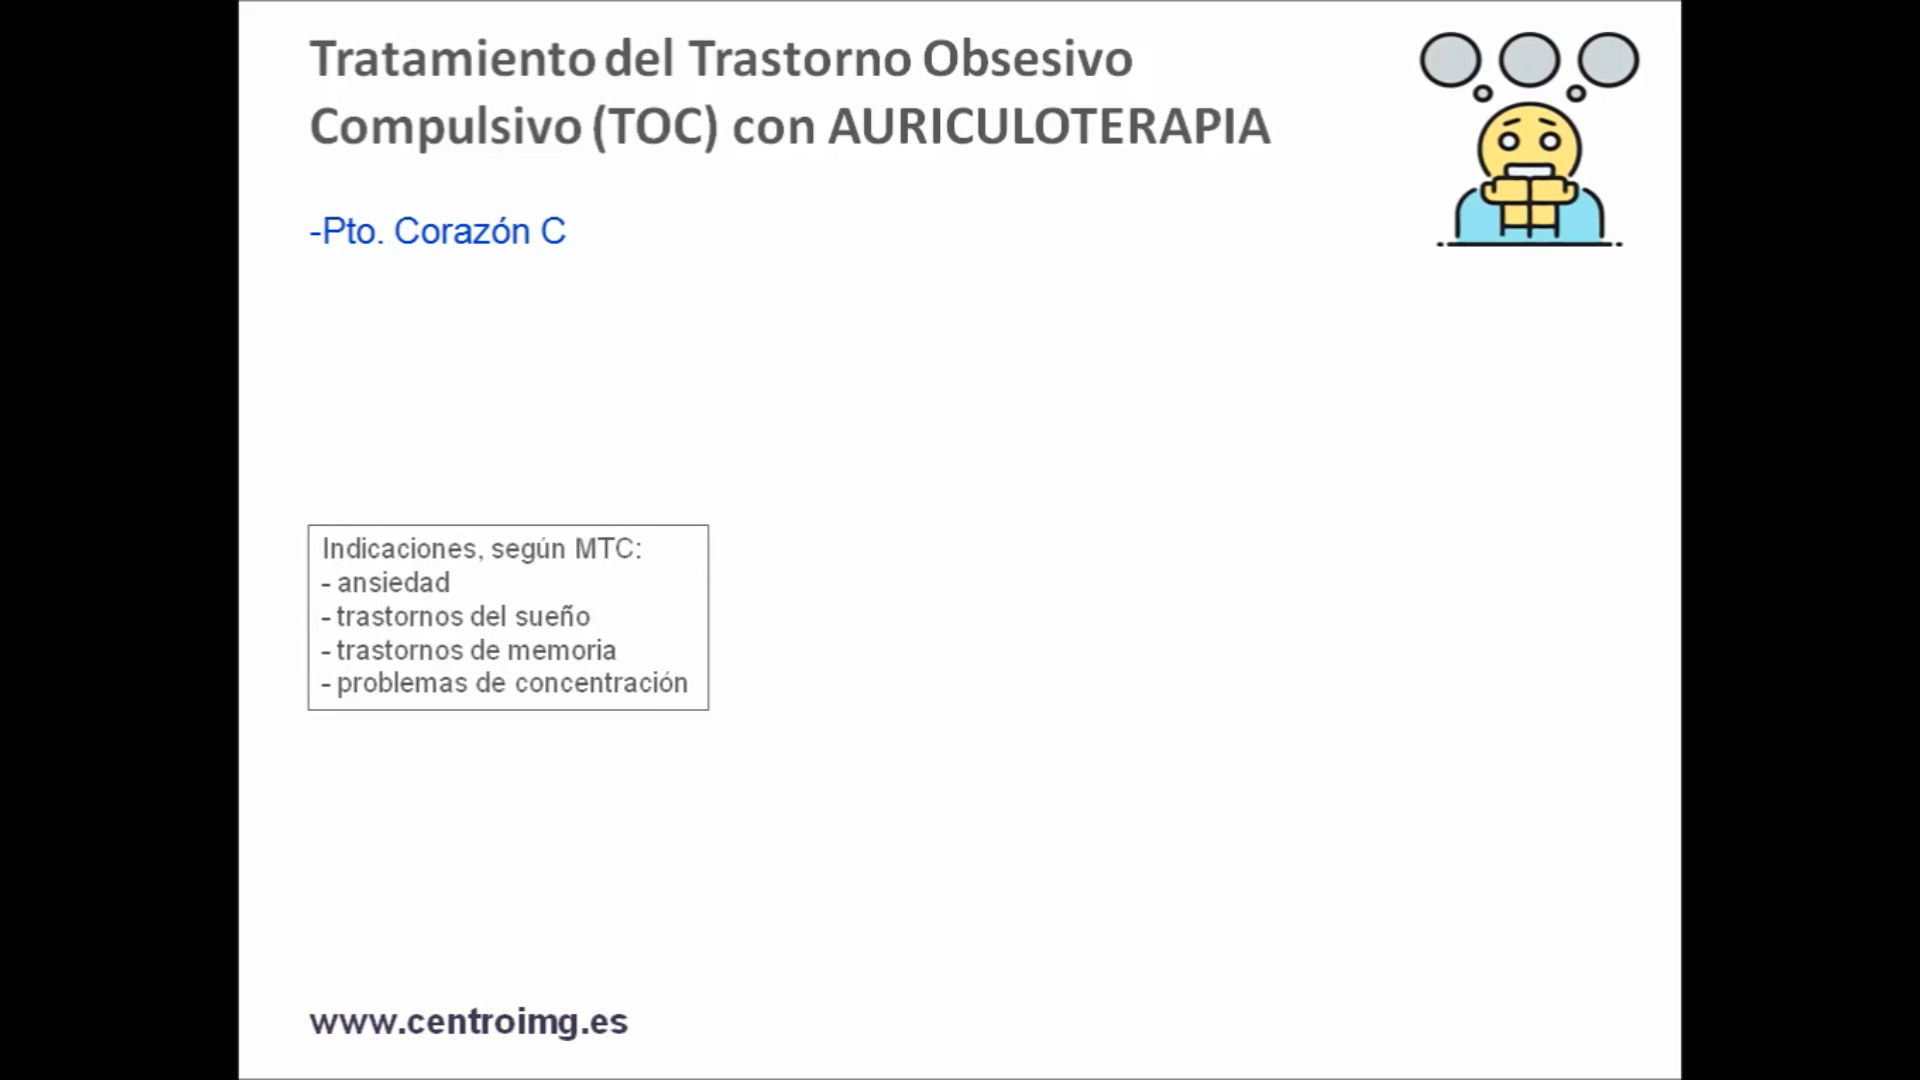 Tratamiento del Trastorno Obsesivo
Compulsivo (TOC) con AURICULOTERAPIA
-Pto. Corazón C
Indicaciones, según MTC:
- ansiedad
- trastornos del sueño
- trastornos de memoria
- problemas de concentración
www.centroimg.es